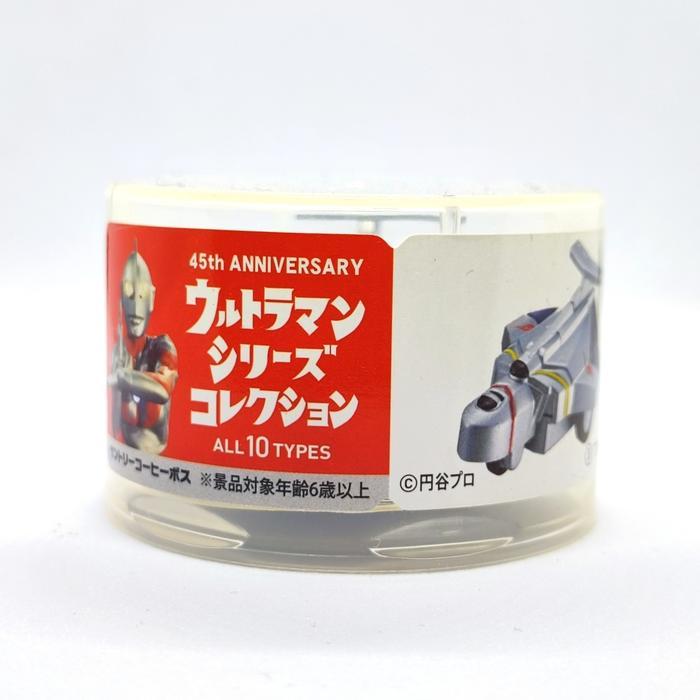 45th ANNIVERSARY
ウルトラマン
シリーズ
コレクション
ALL 10 TYPES
サントリーコーヒーボス ※景品対象年齢6歳以上
©円谷プロ